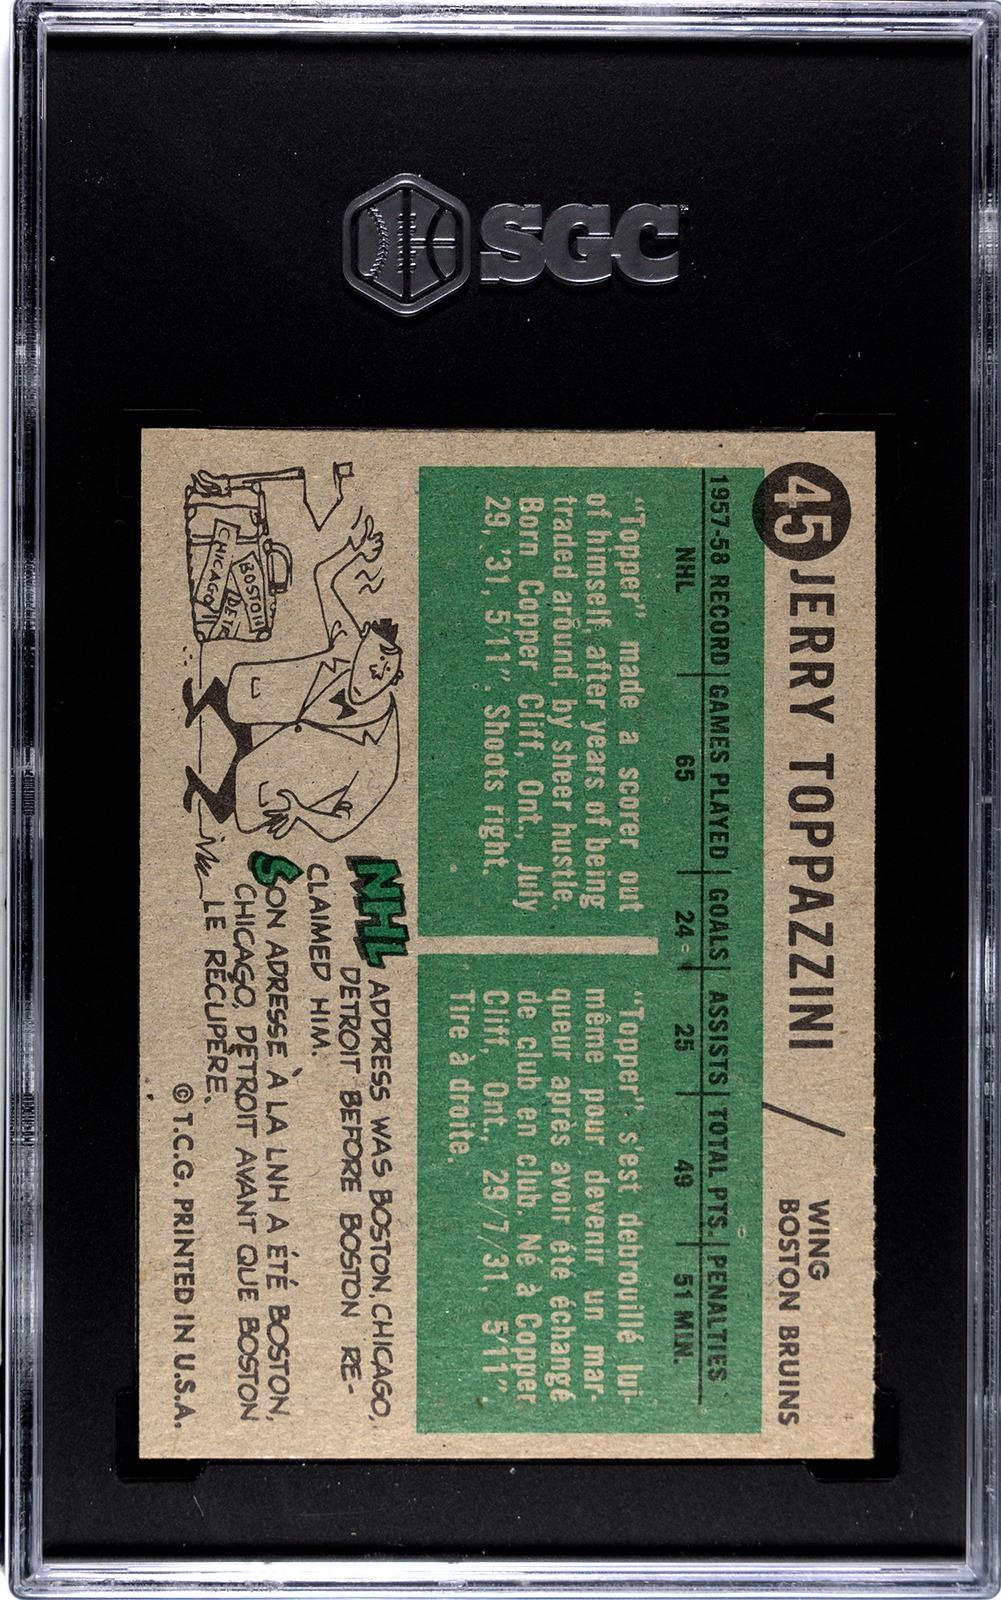 SGC
45 JERRY TOPPAZZINI / WING
BOSTON BRUINS
1957-58 RECORD GAMES PLAYED GOALS ASSISTS TOTAL PTS. PENALTIES
NHL 65 24 25 49 51 MIN.
"Topper" made a scorer out
of himself, after years of being
traded around, by sheer hustle.
Born Copper Cliff, Ont., July
29, '31, 5'11". Shoots right.
"Topper" s'est debrouillé lui-
même pour devenir un mar-
queur après avoir été échangé
de club en club. Né à Copper
Cliff, Ont., 29/7/31, 5'11".
Tire à droite.
BOSTON
CHICAGO
DETR
NHL ADDRESS WAS BOSTON, CHICAGO,
DETROIT BEFORE BOSTON RE-
CLAIMED HIM.
SON ADRESSE À LA LNH A ÉTÉ BOSTON,
CHICAGO, DÉTROIT AVANT QUE BOSTON
LE RÉCUPÈRE.
© T.C.G. PRINTED IN U.S.A.